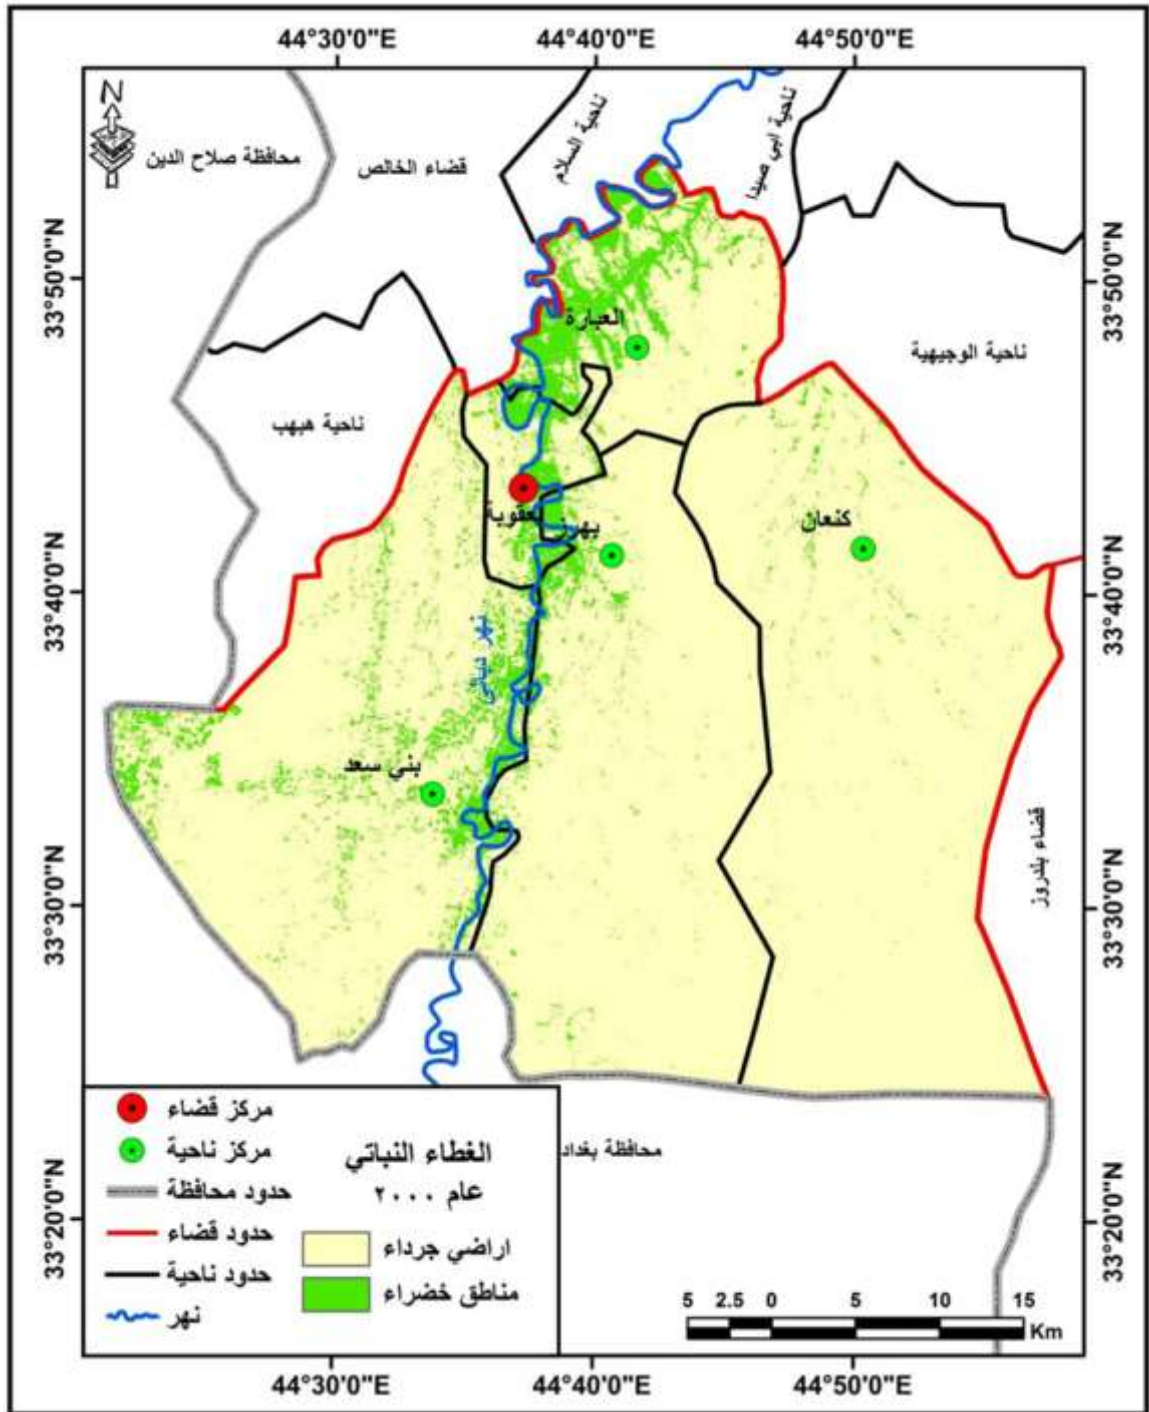 44°30'0"E
44°40'0"E
44°50'0"E
N
محافظة صلاح الدين
قضاء الخالص
ناحية السلام
ناحية ابي صيدا
33°50'0"N
33°50'0"N
العبارة
ناحية الوجيهية
ناحية هبهب
بعقوبة
بهرز
كنعان
33°40'0"N
33°40'0"N
نهر ديالى
بني سعد
قضاء بلدروز
33°30'0"N
33°30'0"N
محافظة بغداد
مركز قضاء
مركز ناحية
حدود محافظة
حدود قضاء
حدود ناحية
نهر
الغطاء النباتي
عام ٢٠٠٠
اراضي جرداء
مناطق خضراء
33°20'0"N
33°20'0"N
5 2.5 0 5 10 15
Km
44°30'0"E
44°40'0"E
44°50'0"E